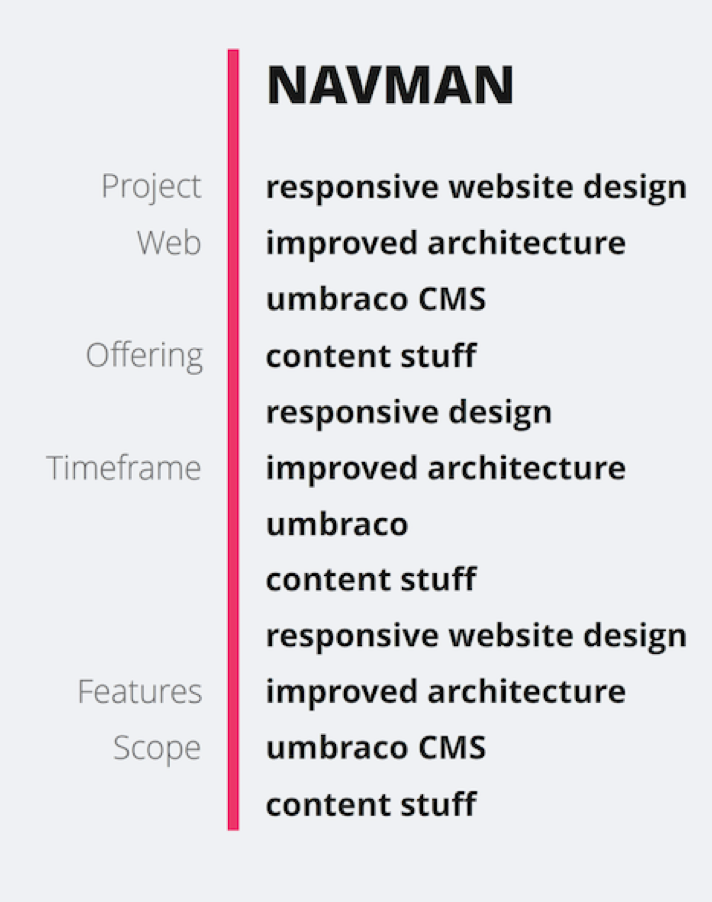 NAVMAN
Project responsive website design
Web improved architecture
umbraco CMS
Offering content stuff
responsive design
Timeframe improved architecture
umbraco
content stuff
responsive website design
Features improved architecture
Scope umbraco CMS
content stuff